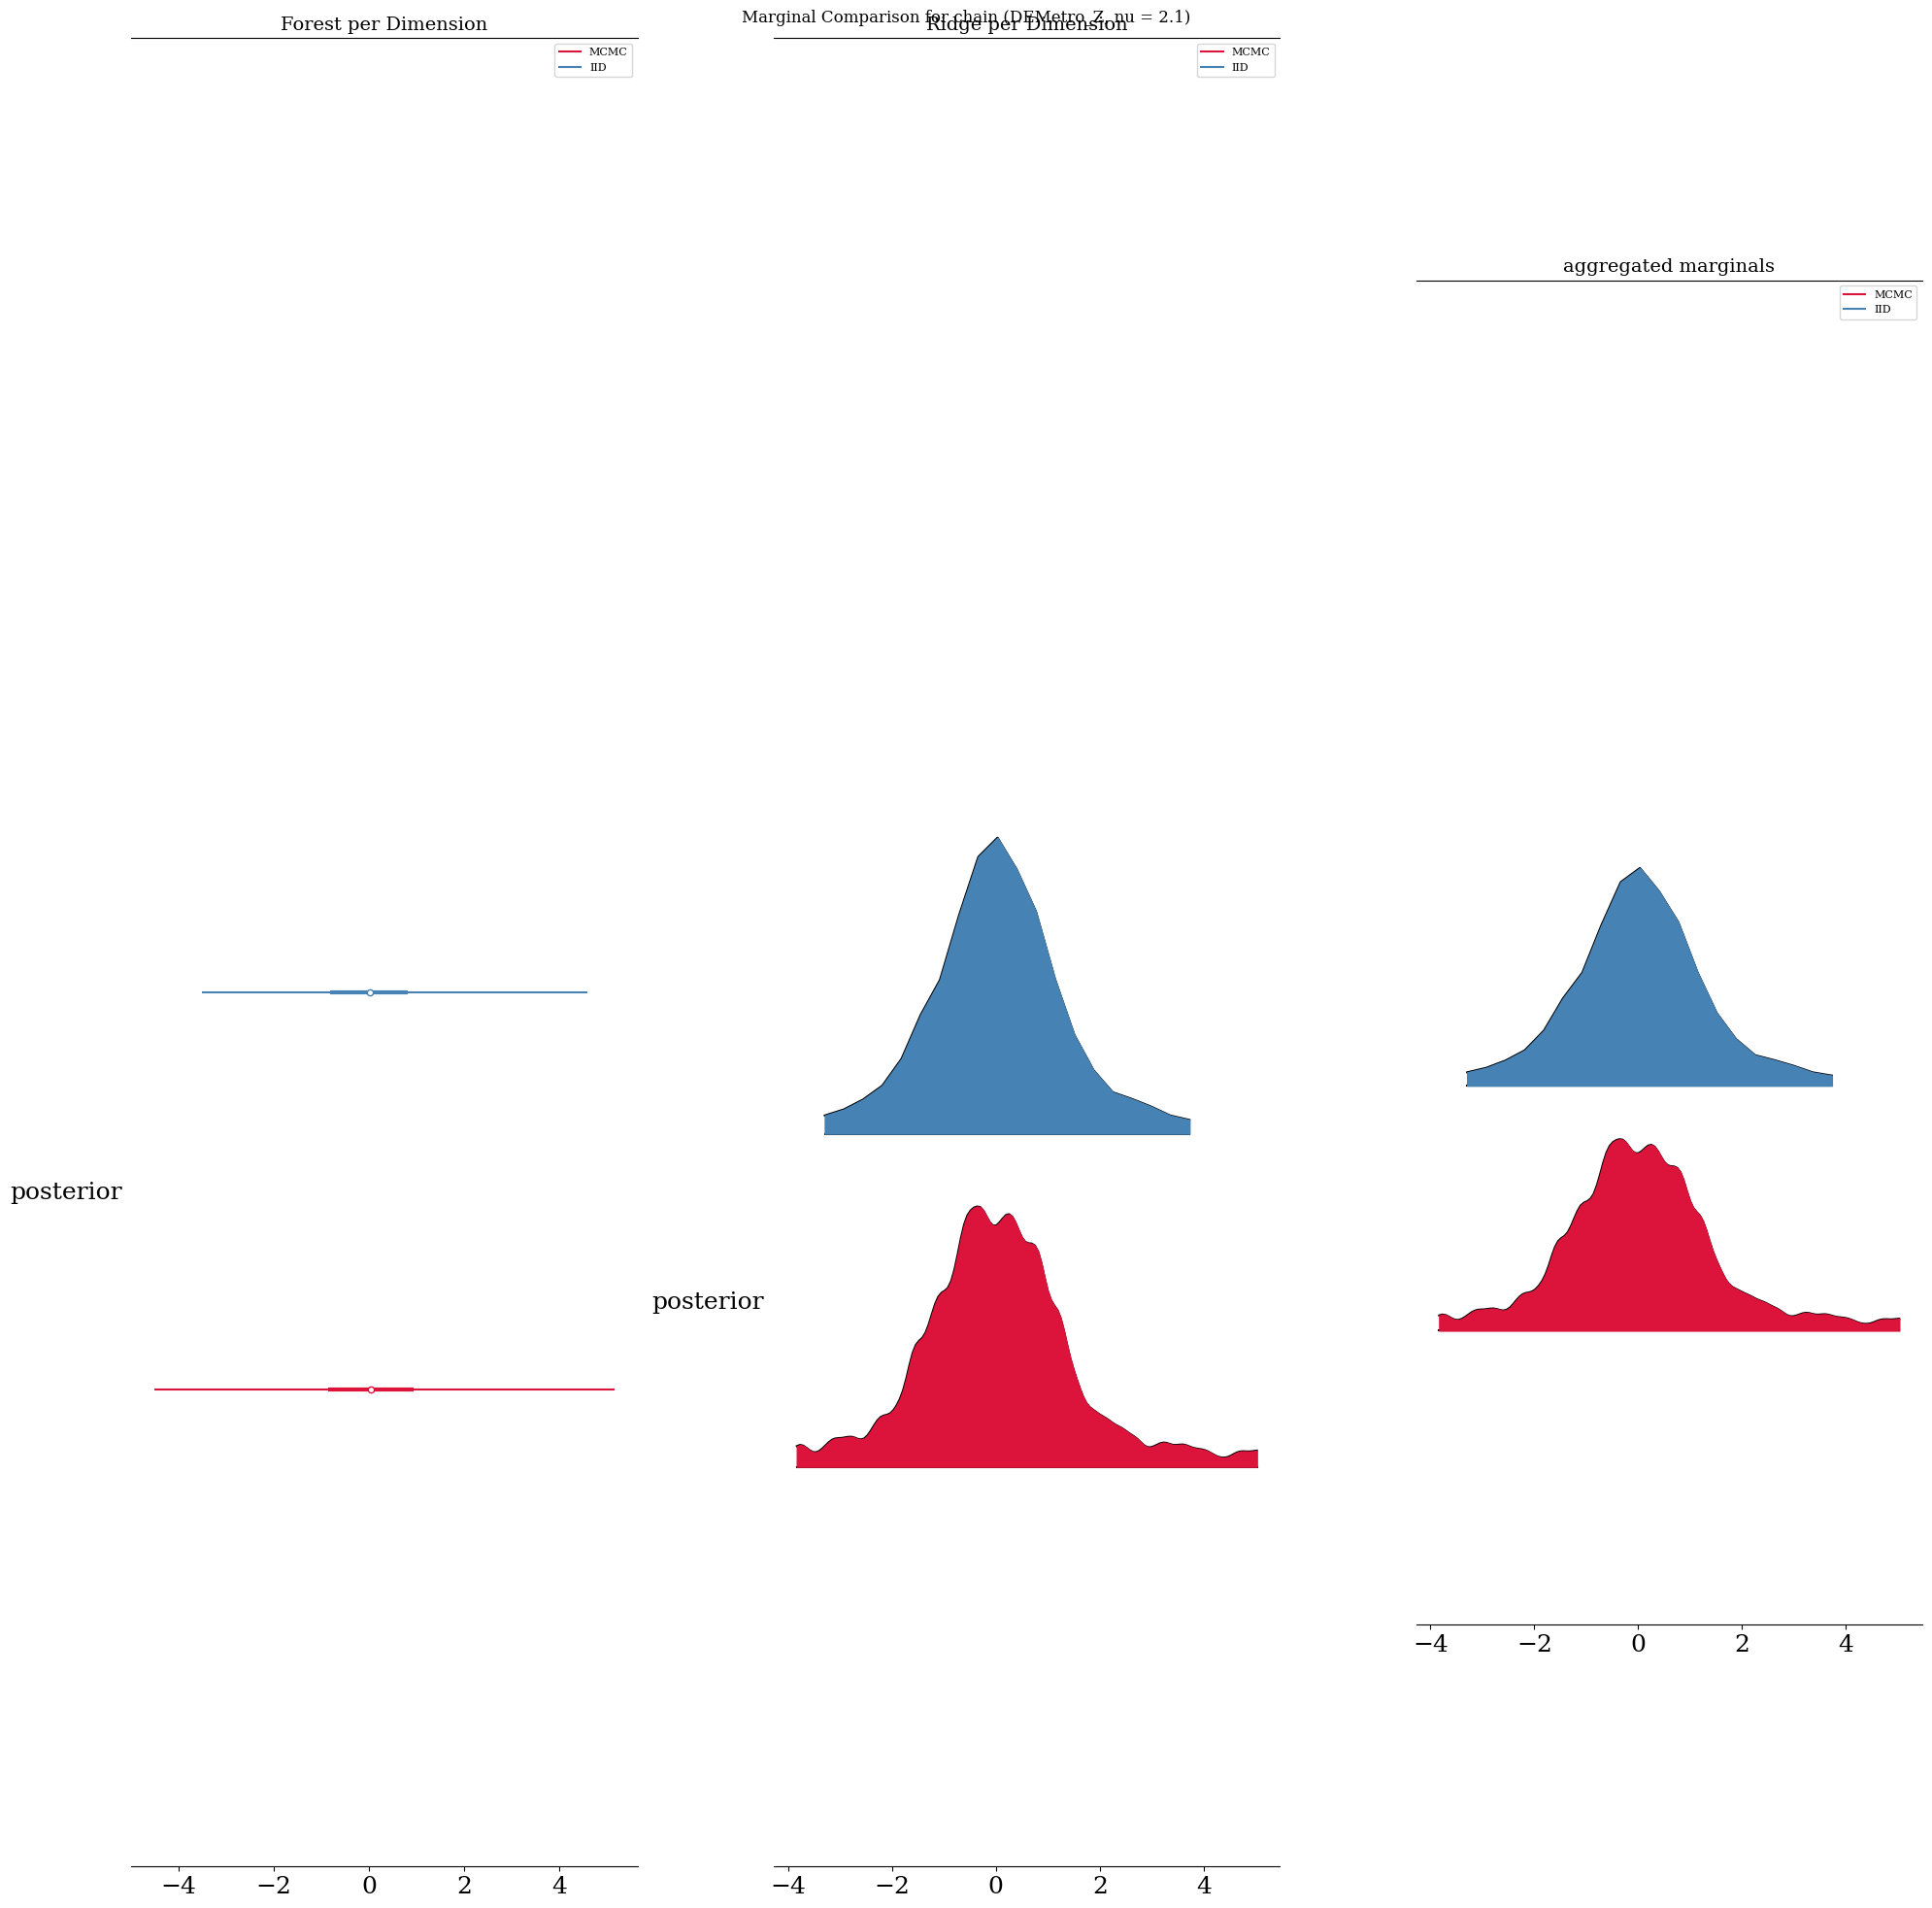 Marginal Comparison for chain (DEMetro_Z, nu = 2.1)
Forest per Dimension
MCMC
IID
posterior
−4 −2 0 2 4
Ridge per Dimension
MCMC
IID
posterior
−4 −2 0 2 4
aggregated marginals
MCMC
IID
−4 −2 0 2 4